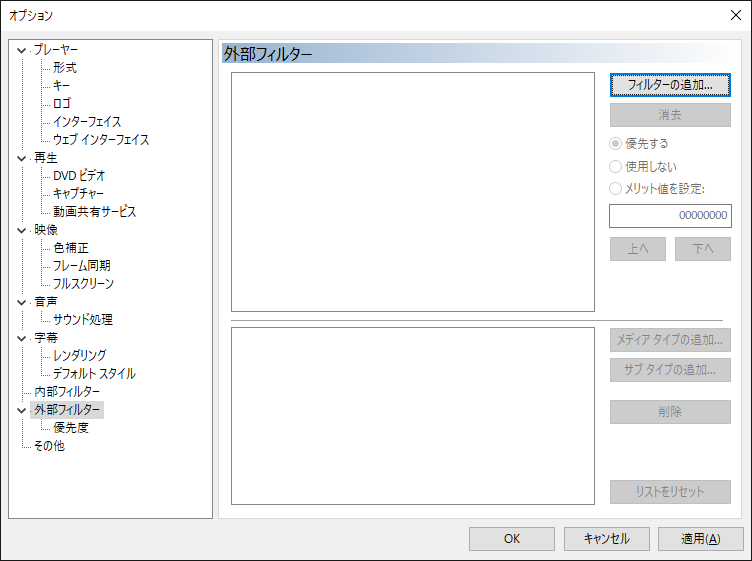 オプション
プレーヤー
形式
キー
ロゴ
インターフェイス
ウェブ インターフェイス
再生
DVD ビデオ
キャプチャー
動画共有サービス
映像
色補正
フレーム同期
フルスクリーン
音声
サウンド処理
字幕
レンダリング
デフォルト スタイル
内部フィルター
外部フィルター
優先度
その他
外部フィルター
フィルターの追加...
消去
優先する
使用しない
メリット値を設定:
00000000
上へ 下へ
メディア タイプの追加...
サブ タイプの追加...
削除
リストをリセット
OK キャンセル 適用(A)